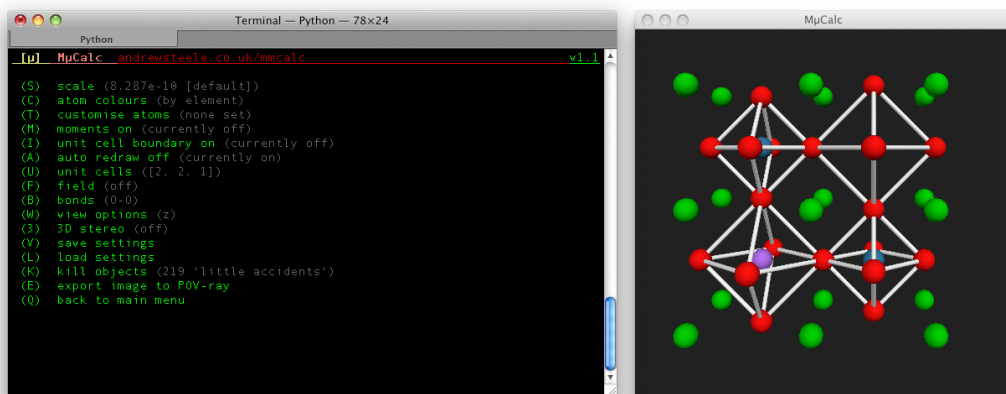 Terminal — Python — 78×24
Python
[µ] MµCalc andrewsteele.co.uk/mmcalc v1.1
(S) scale (8.287e-10 [default])
(C) atom colours (by element)
(T) customise atoms (none set)
(M) moments on (currently off)
(I) unit cell boundary on (currently off)
(A) auto redraw off (currently on)
(U) unit cells ([2. 2. 1])
(F) field (off)
(B) bonds (O-O)
(W) view options (z)
(3) 3D stereo (off)
(V) save settings
(L) load settings
(K) kill objects (219 'little accidents')
(E) export image to POV-ray
(Q) back to main menu
MµCalc